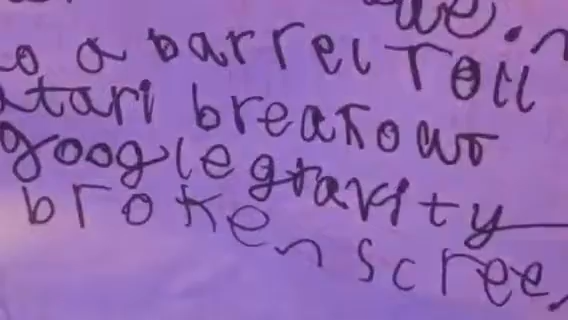 o a barrel roll
atari breakout
google gravity
broken scree